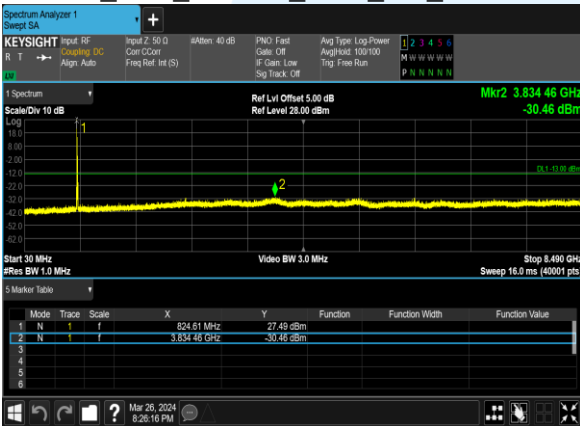 Spectrum Analyzer 1
Swept SA
+
KEYSIGHT Input: RF Input Z: 50 Ω #Atten: 40 dB PNO: Fast Avg Type: Log-Power 1 2 3 4 5 6
R T Coupling: DC Corr CCorr Gate: Off Avg|Hold: 100/100 M W W W W W
Align: Auto Freq Ref: Int (S) IF Gain: Low Trig: Free Run
LVI Sig Track: Off P N N N N N
1 Spectrum Ref Lvl Offset 5.00 dB Mkr2 3.834 46 GHz
Scale/Div 10 dB Ref Level 28.00 dBm -30.46 dBm
Log
1
18.0
8.00
-2.00
DL1 -13.00 dBm
-12.0
-22.0
2
-32.0
-42.0
-52.0
-62.0
Start 30 MHz Video BW 3.0 MHz Stop 8.490 GHz
#Res BW 1.0 MHz Sweep 16.0 ms (40001 pts
5 Marker Table
Mode Trace Scale X Y Function Function Width Function Value
1 N 1 f 824.61 MHz 27.49 dBm
2 N 1 f 3.834 46 GHz -30.46 dBm
3
4
5
6
? Mar 26, 2024
8:26:16 PM